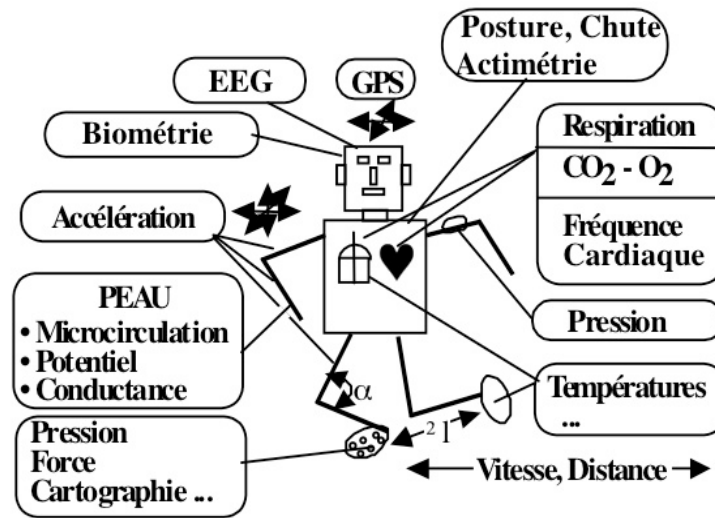 Posture, Chute
Actimétrie
EEG
GPS
Biométrie
Respiration
CO2 - O2
Fréquence
Cardiaque
Accélération
PEAU
• Microcirculation
• Potentiel
• Conductance
Pression
Températures
...
α
2 l
Pression
Force
Cartographie ...
Vitesse, Distance